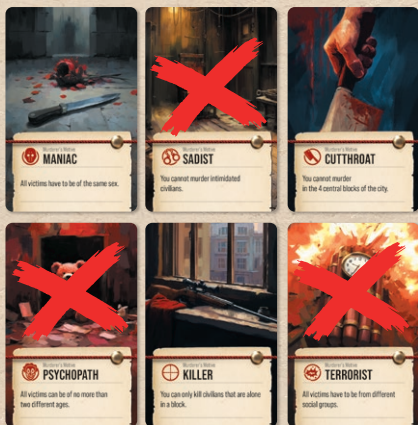 Murderer's Motive
MANIAC
All victims have to be of the same sex.
Murderer's Motive
SADIST
You cannot murder intimidated
civilians.
Murderer's Motive
CUTTHROAT
You cannot murder
in the 4 central blocks of the city.
Murderer's Motive
PSYCHOPATH
All victims can be of no more than
two different ages.
Murderer's Motive
KILLER
You can only kill civilians that are alone
in a block.
Murderer's Motive
TERRORIST
All victims have to be from different
social groups.